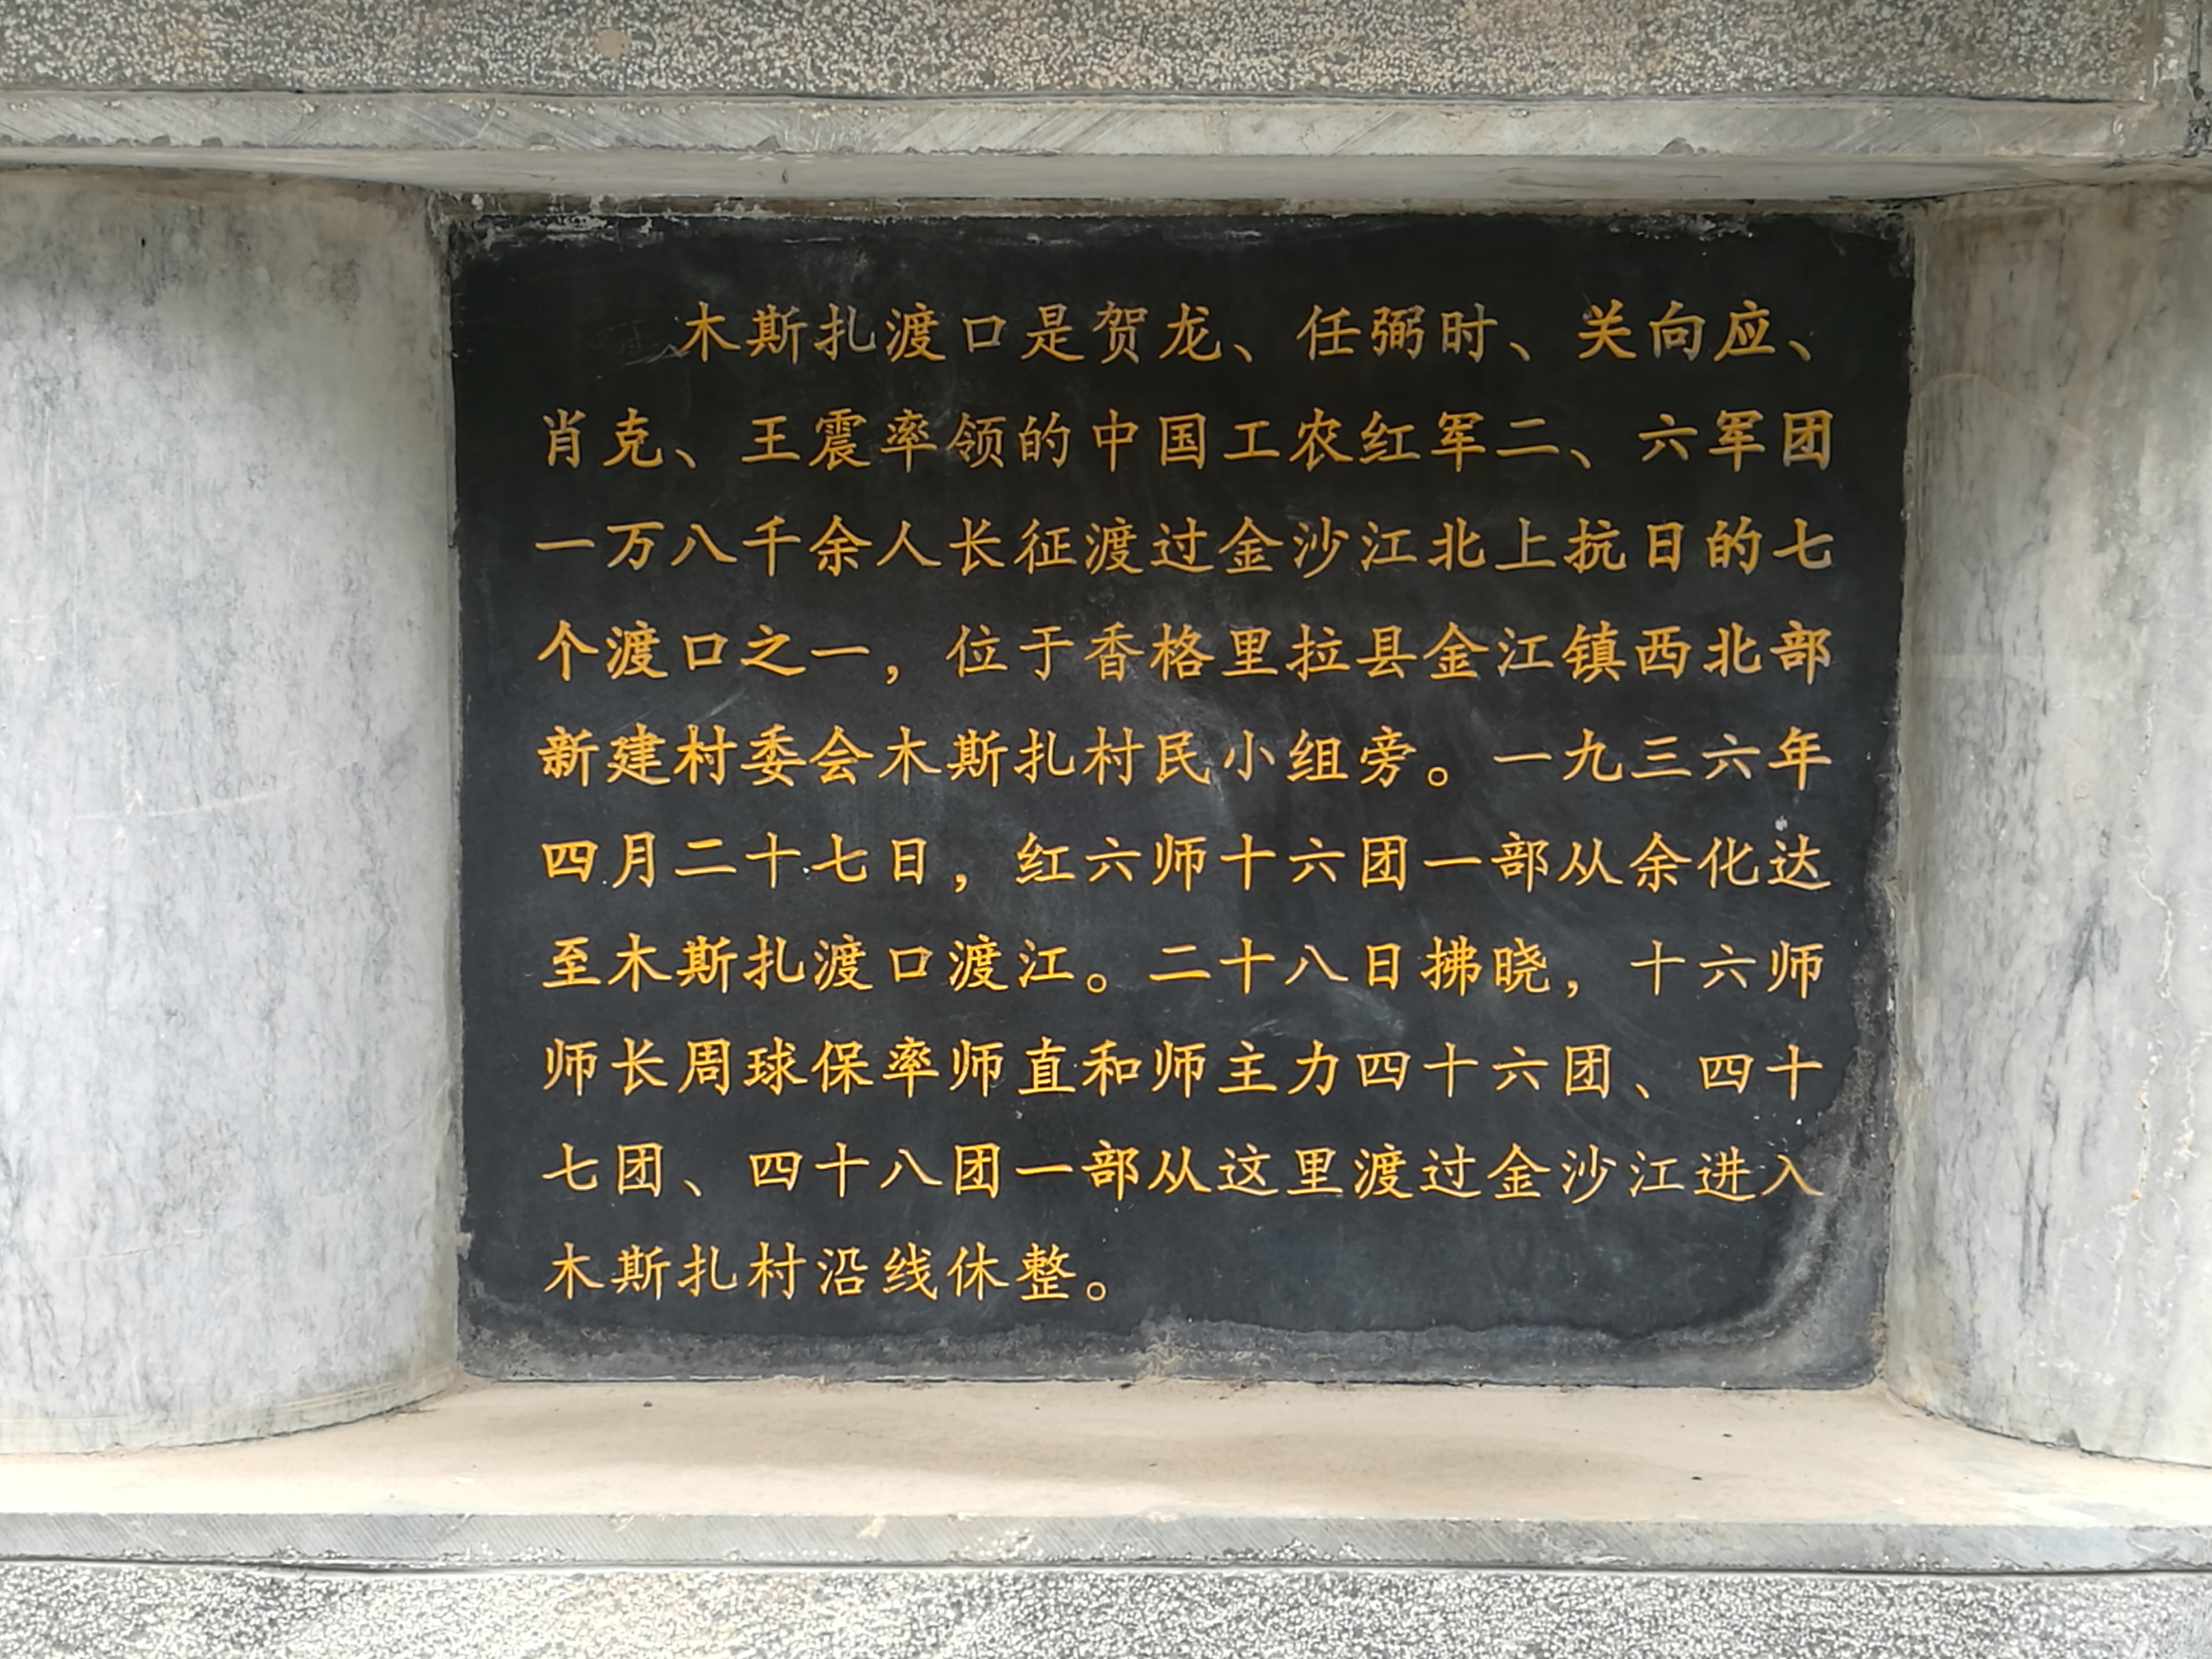 木斯扎渡口是贺龙、任弼时、关向应、
肖克、王震率领的中国工农红军二、六军团
一万八千余人长征渡过金沙江北上抗日的七
个渡口之一，位于香格里拉县金江镇西北部
新建村委会木斯扎村民小组旁。一九三六年
四月二十七日，红六师十六团一部从余化达
至木斯扎渡口渡江。二十八日拂晓，十六师
师长周球保率师直和师主力四十六团、四十
七团、四十八团一部从这里渡过金沙江进入
木斯扎村沿线休整。